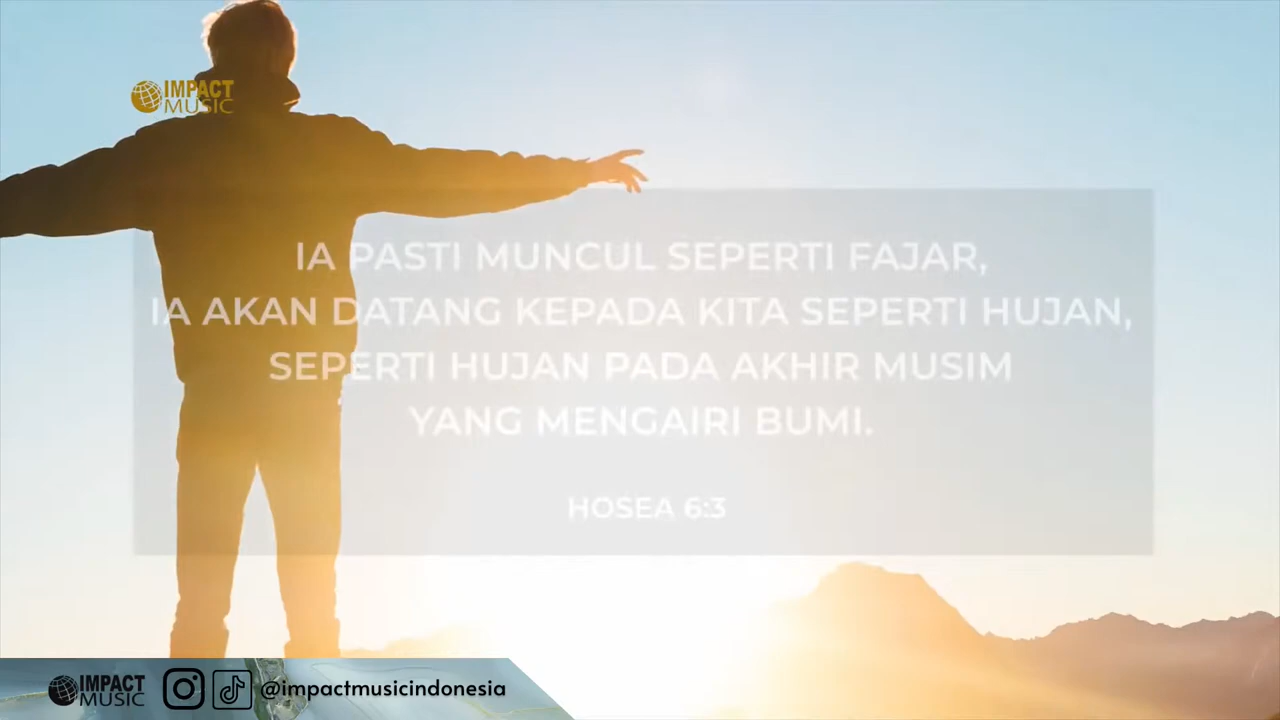 IMPACT
MUSIC
IA PASTI MUNCUL SEPERTI FAJAR,
IA AKAN DATANG KEPADA KITA SEPERTI HUJAN,
SEPERTI HUJAN PADA AKHIR MUSIM
YANG MENGAIRI BUMI.
HOSEA 6:3
IMPACT
MUSIC
@impactmusicindonesia